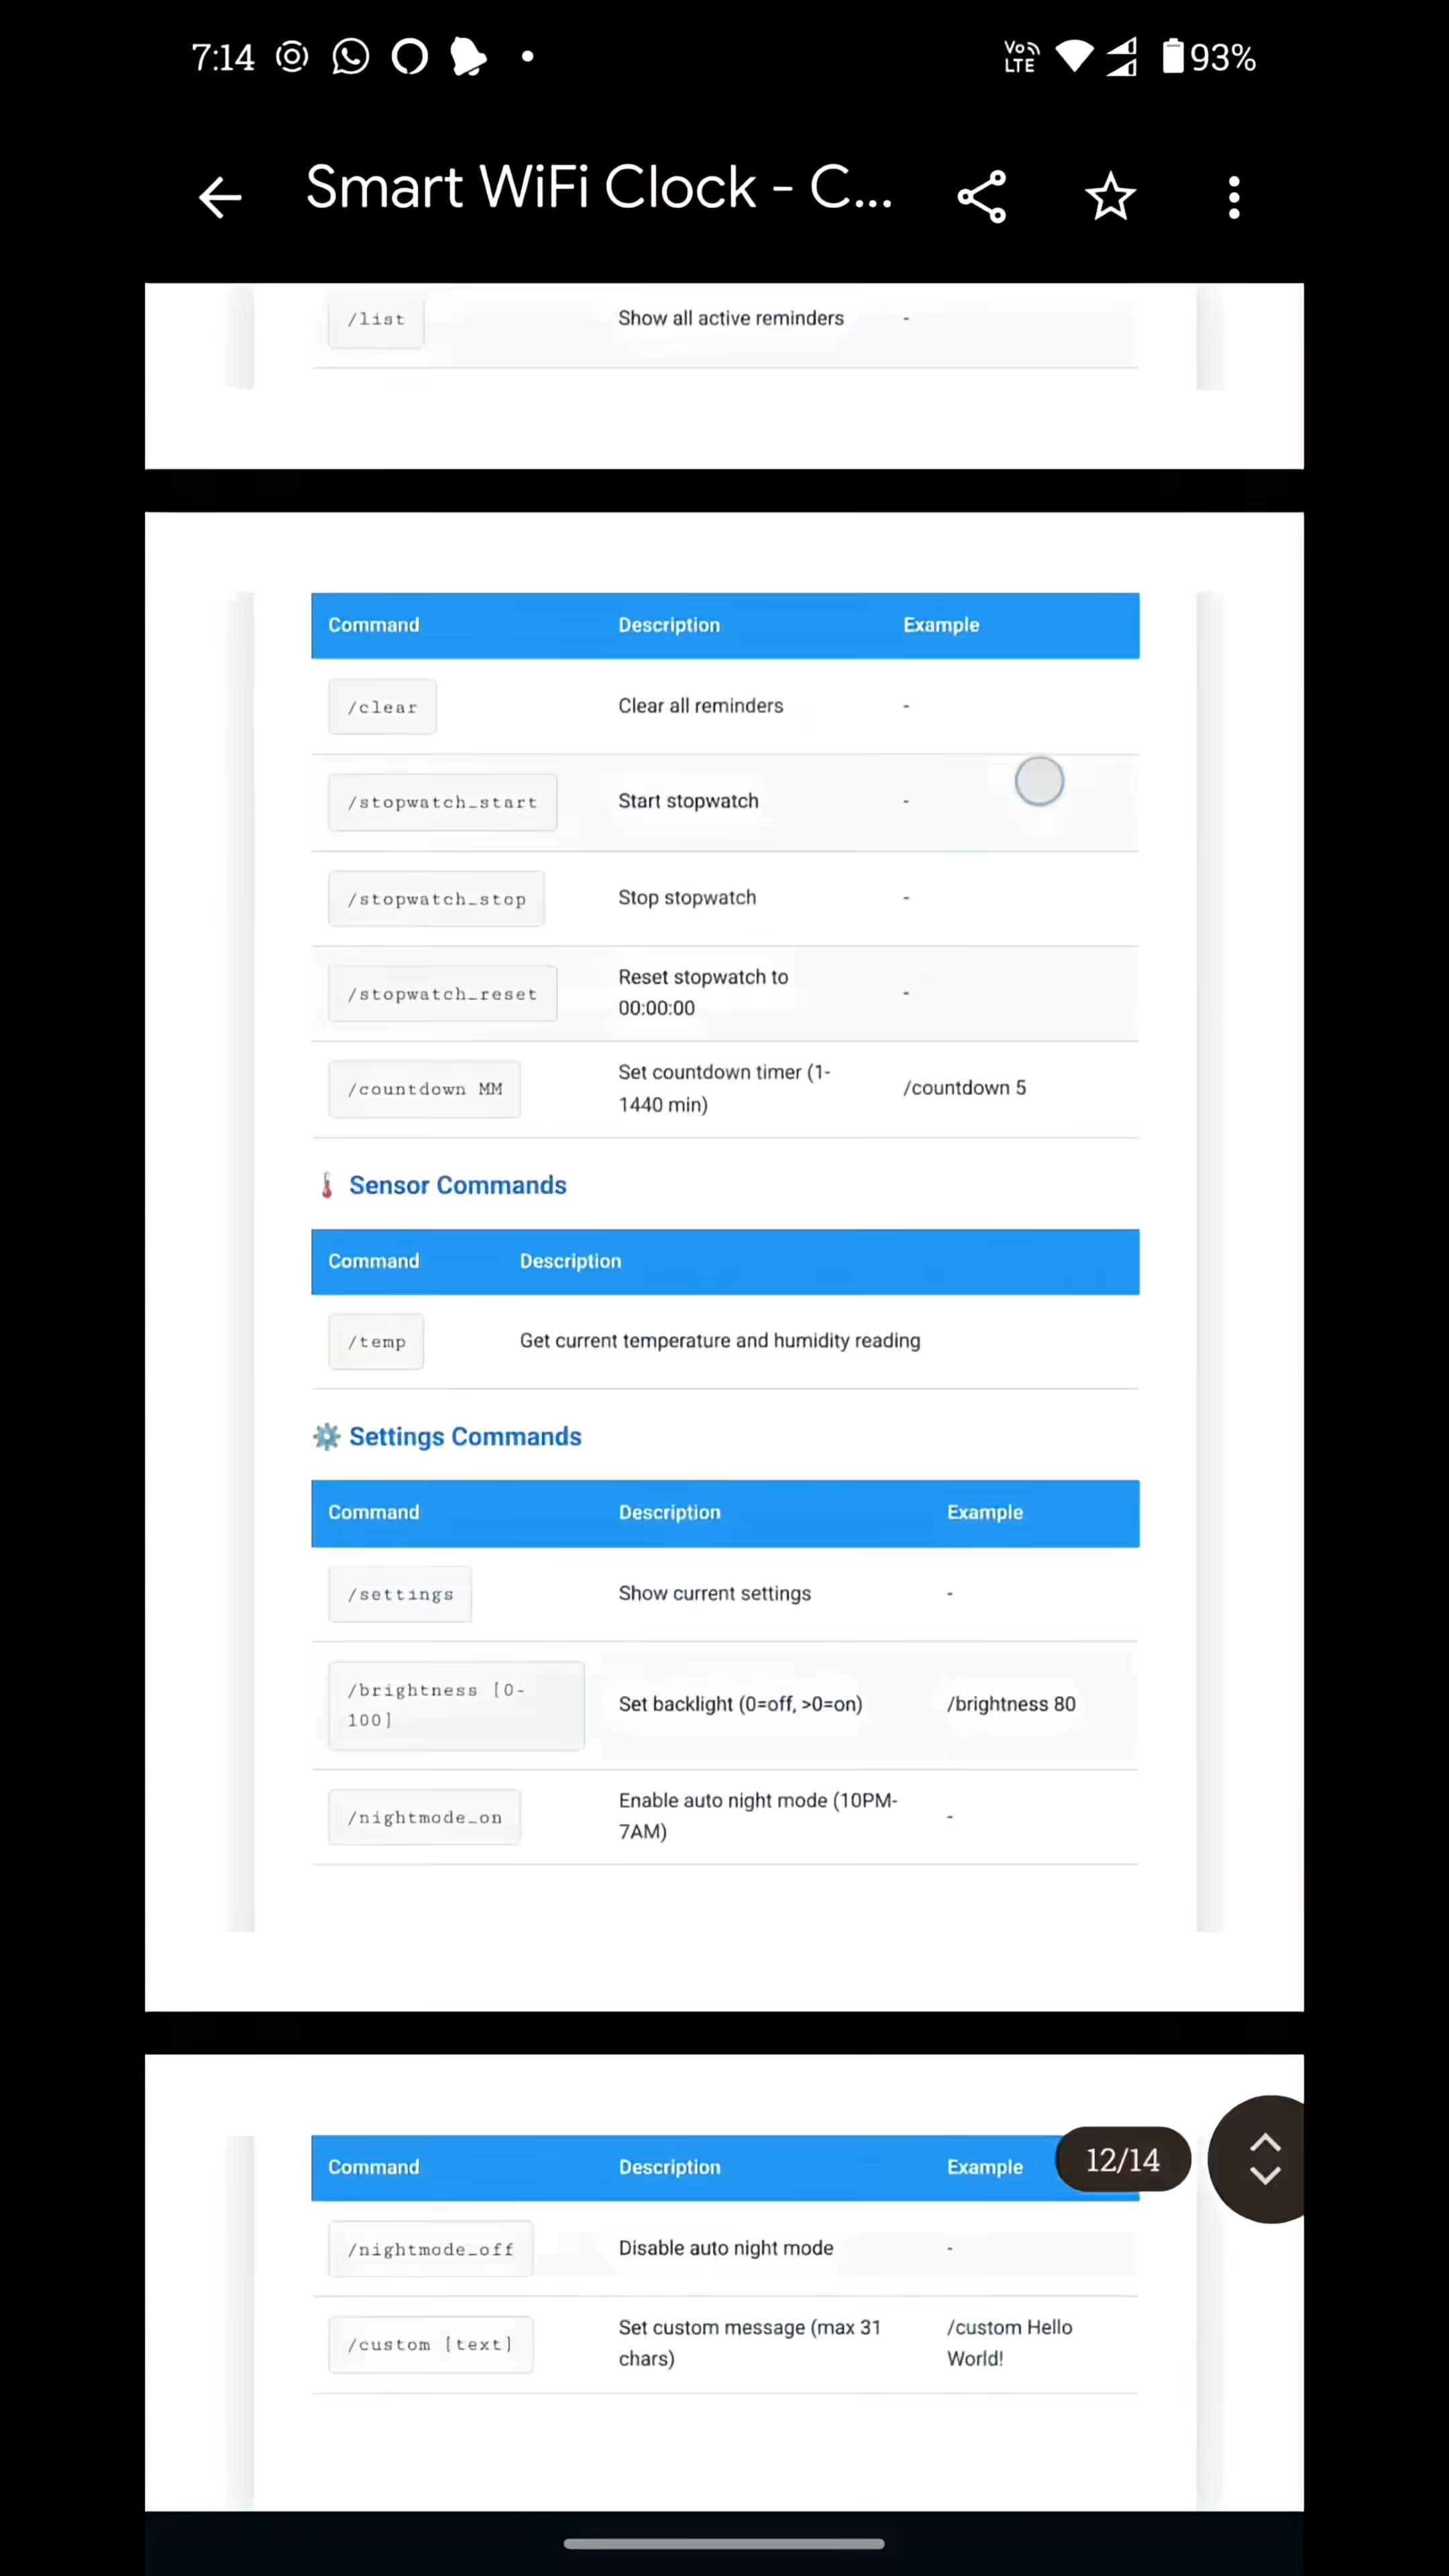 7:14
Vo LTE
93%
Smart WiFi Clock - C...
/list Show all active reminders -
Command Description Example
/clear Clear all reminders -
/stopwatch_start Start stopwatch -
/stopwatch_stop Stop stopwatch -
/stopwatch_reset Reset stopwatch to -
00:00:00
/countdown MM Set countdown timer (1- /countdown 5
1440 min)
Sensor Commands
Command Description
/temp Get current temperature and humidity reading
Settings Commands
Command Description Example
/settings Show current settings -
/brightness [0- Set backlight (0=off, >0=on) /brightness 80
100]
/nightmode_on Enable auto night mode (10PM- -
7AM)
Command Description Example
12/14
/nightmode_off Disable auto night mode -
/custom [text] Set custom message (max 31 /custom Hello
chars) World!